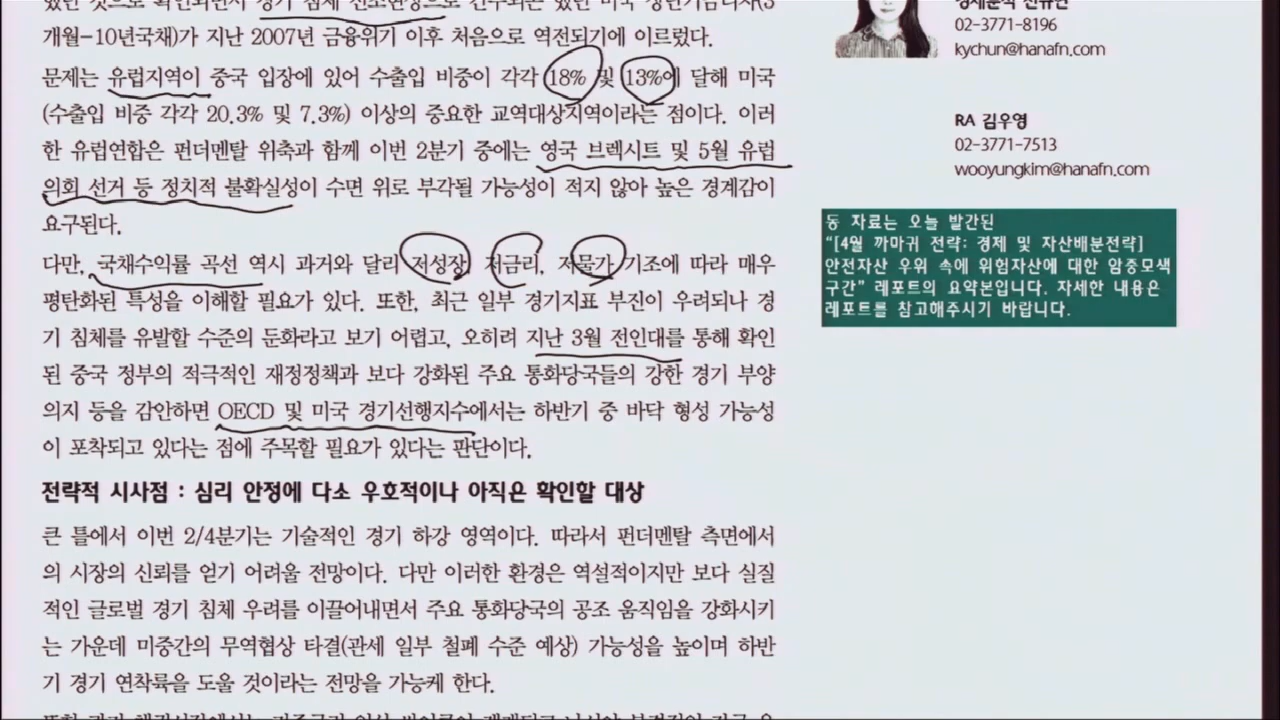 개월-10년국채)가 지난 2007년 금융위기 이후 처음으로 역전되기에 이르렀다.
문제는 유럽지역이 중국 입장에 있어 수출입 비중이 각각 18% 및 13%에 달해 미국
(수출입 비중 각각 20.3% 및 7.3%) 이상의 중요한 교역대상지역이라는 점이다. 이러
한 유럽연합은 펀더멘탈 위축과 함께 이번 2분기 중에는 영국 브렉시트 및 5월 유럽
의회 선거 등 정치적 불확실성이 수면 위로 부각될 가능성이 적지 않아 높은 경계감이
요구된다.
다만, 국채수익률 곡선 역시 과거와 달리 저성장, 저금리, 저물가 기조에 따라 매우
평탄화된 특성을 이해할 필요가 있다. 또한, 최근 일부 경기지표 부진이 우려되나 경
기 침체를 유발할 수준의 둔화라고 보기 어렵고, 오히려 지난 3월 전인대를 통해 확인
된 중국 정부의 적극적인 재정정책과 보다 강화된 주요 통화당국들의 강한 경기 부양
의지 등을 감안하면 OECD 및 미국 경기선행지수에서는 하반기 중 바닥 형성 가능성
이 포착되고 있다는 점에 주목할 필요가 있다는 판단이다.
전략적 시사점 : 심리 안정에 다소 우호적이나 아직은 확인할 대상
큰 틀에서 이번 2/4분기는 기술적인 경기 하강 영역이다. 따라서 펀더멘탈 측면에서
의 시장의 신뢰를 얻기 어려울 전망이다. 다만 이러한 환경은 역설적이지만 보다 실질
적인 글로벌 경기 침체 우려를 이끌어내면서 주요 통화당국의 공조 움직임을 강화시키
는 가운데 미중간의 무역협상 타결(관세 일부 철폐 수준 예상) 가능성을 높이며 하반
기 경기 연착륙을 도울 것이라는 전망을 가능케 한다.
02-3771-8196
kychun@hanafn.com
RA 김우영
02-3771-7513
wooyungkim@hanafn.com
동 자료는 오늘 발간된
“[4월 까마귀 전략: 경제 및 자산배분전략]
안전자산 우위 속에 위험자산에 대한 암중모색
구간” 레포트의 요약본입니다. 자세한 내용은
레포트를 참고해주시기 바랍니다.